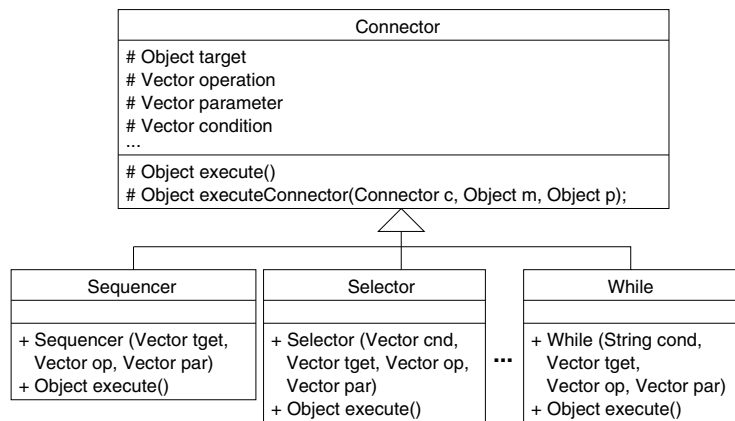 Connector
# Object target
# Vector operation
# Vector parameter
# Vector condition
...
# Object execute()
# Object executeConnector(Connector c, Object m, Object p);
Sequencer
+ Sequencer (Vector tget,
Vector op, Vector par)
+ Object execute()
Selector
+ Selector (Vector cnd,
Vector tget, Vector op,
Vector par)
+ Object execute()
...
While
+ While (String cond,
Vector tget,
Vector op, Vector par)
+ Object execute()